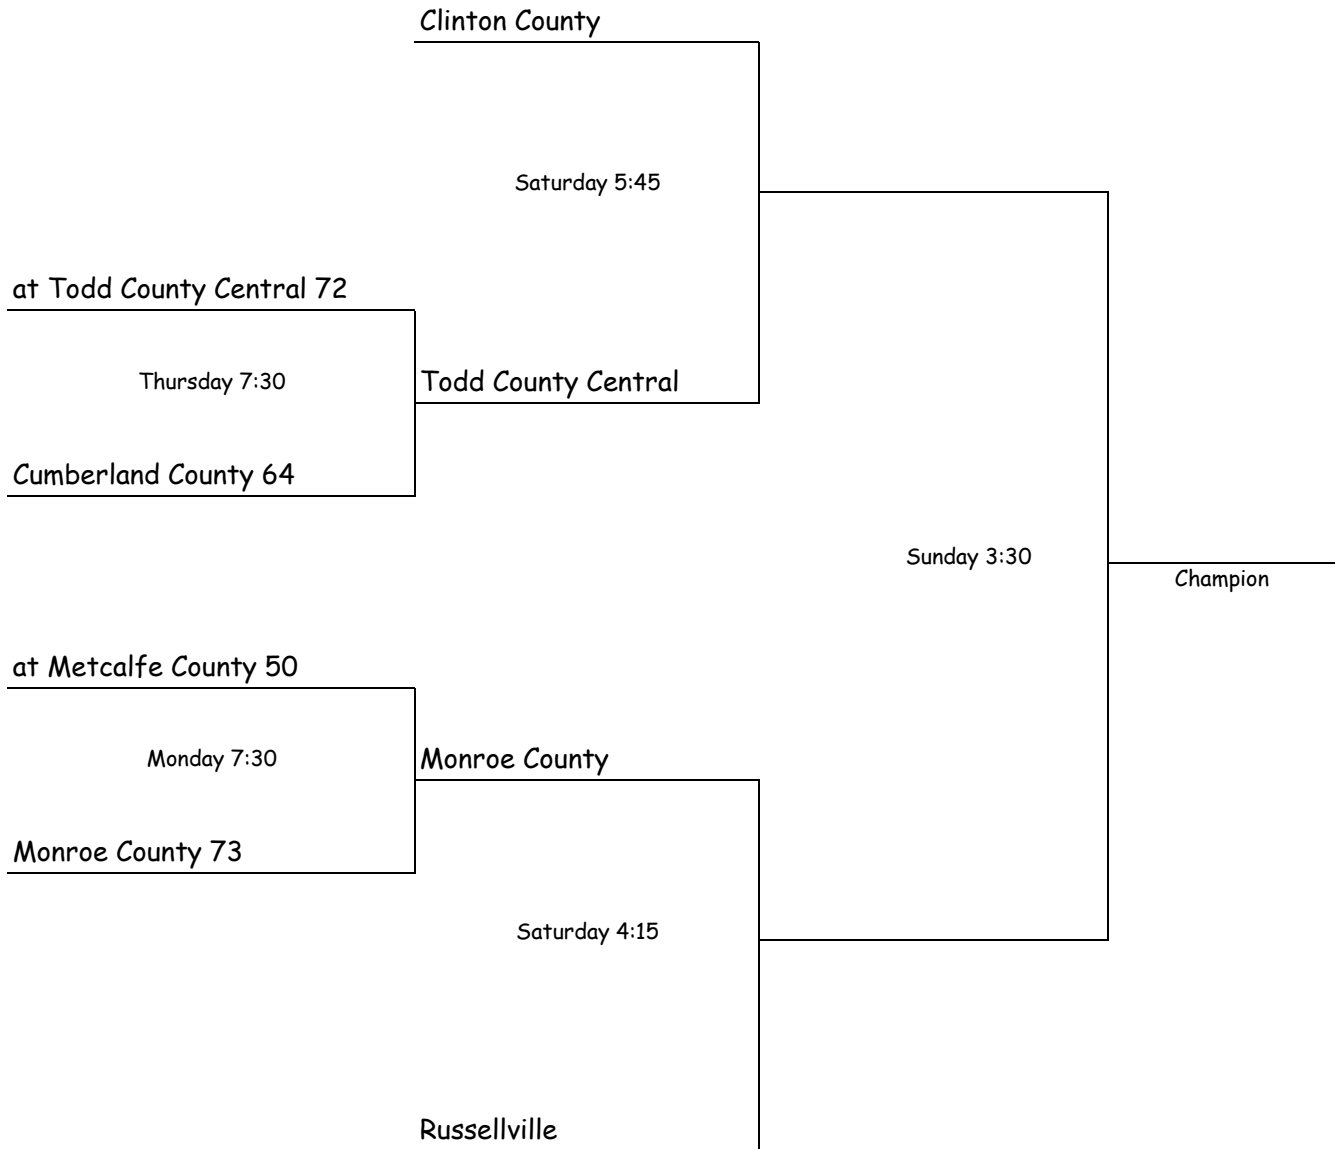 Clinton County
Saturday 5:45
at Todd County Central 72
Thursday 7:30
Todd County Central
Cumberland County 64
Sunday 3:30
Champion
at Metcalfe County 50
Monday 7:30
Monroe County
Monroe County 73
Saturday 4:15
Russellville